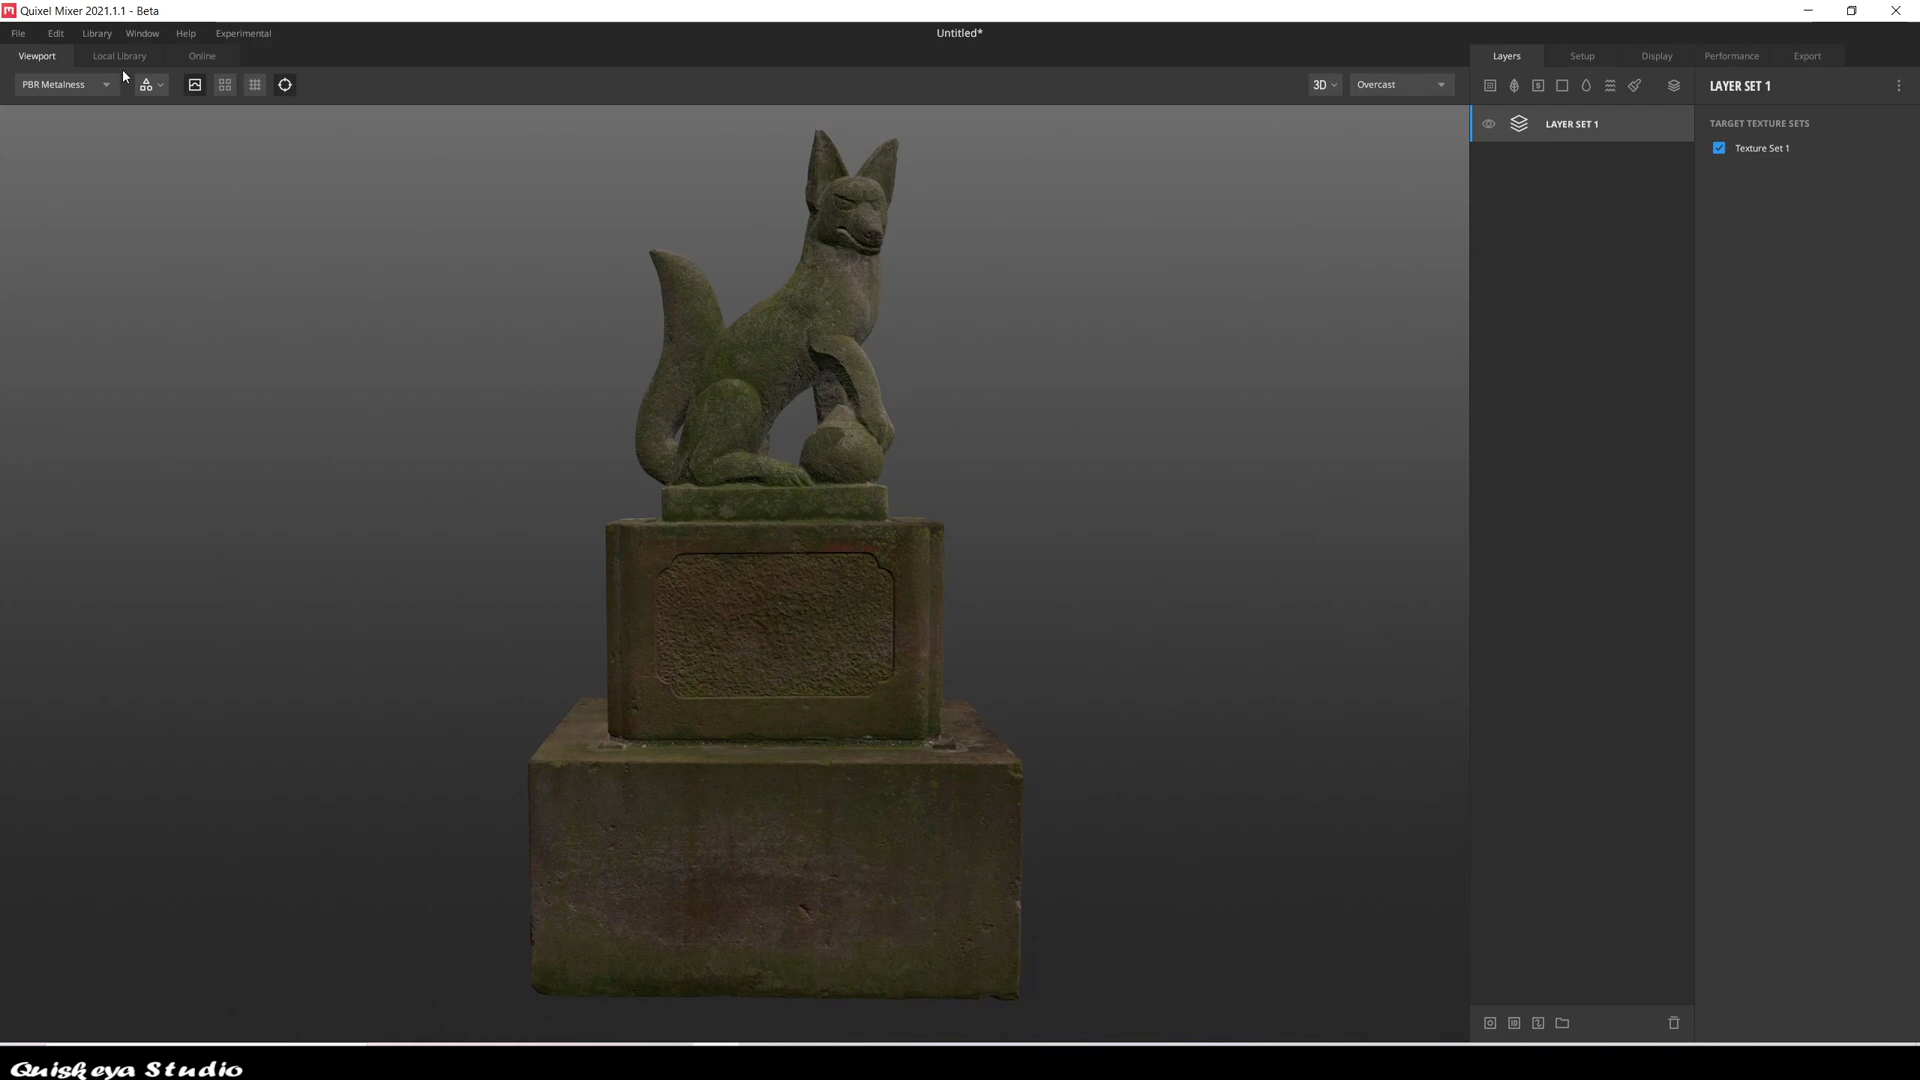 Quixel Mixer 2021.1.1 - Beta
File Edit Library Window Help Experimental
Untitled*
Viewport Local Library Online
Layers Setup Display Performance Export
PBR Metalness
3D Overcast
LAYER SET 1
LAYER SET 1
TARGET TEXTURE SETS
Texture Set 1
Quiskeya Studio